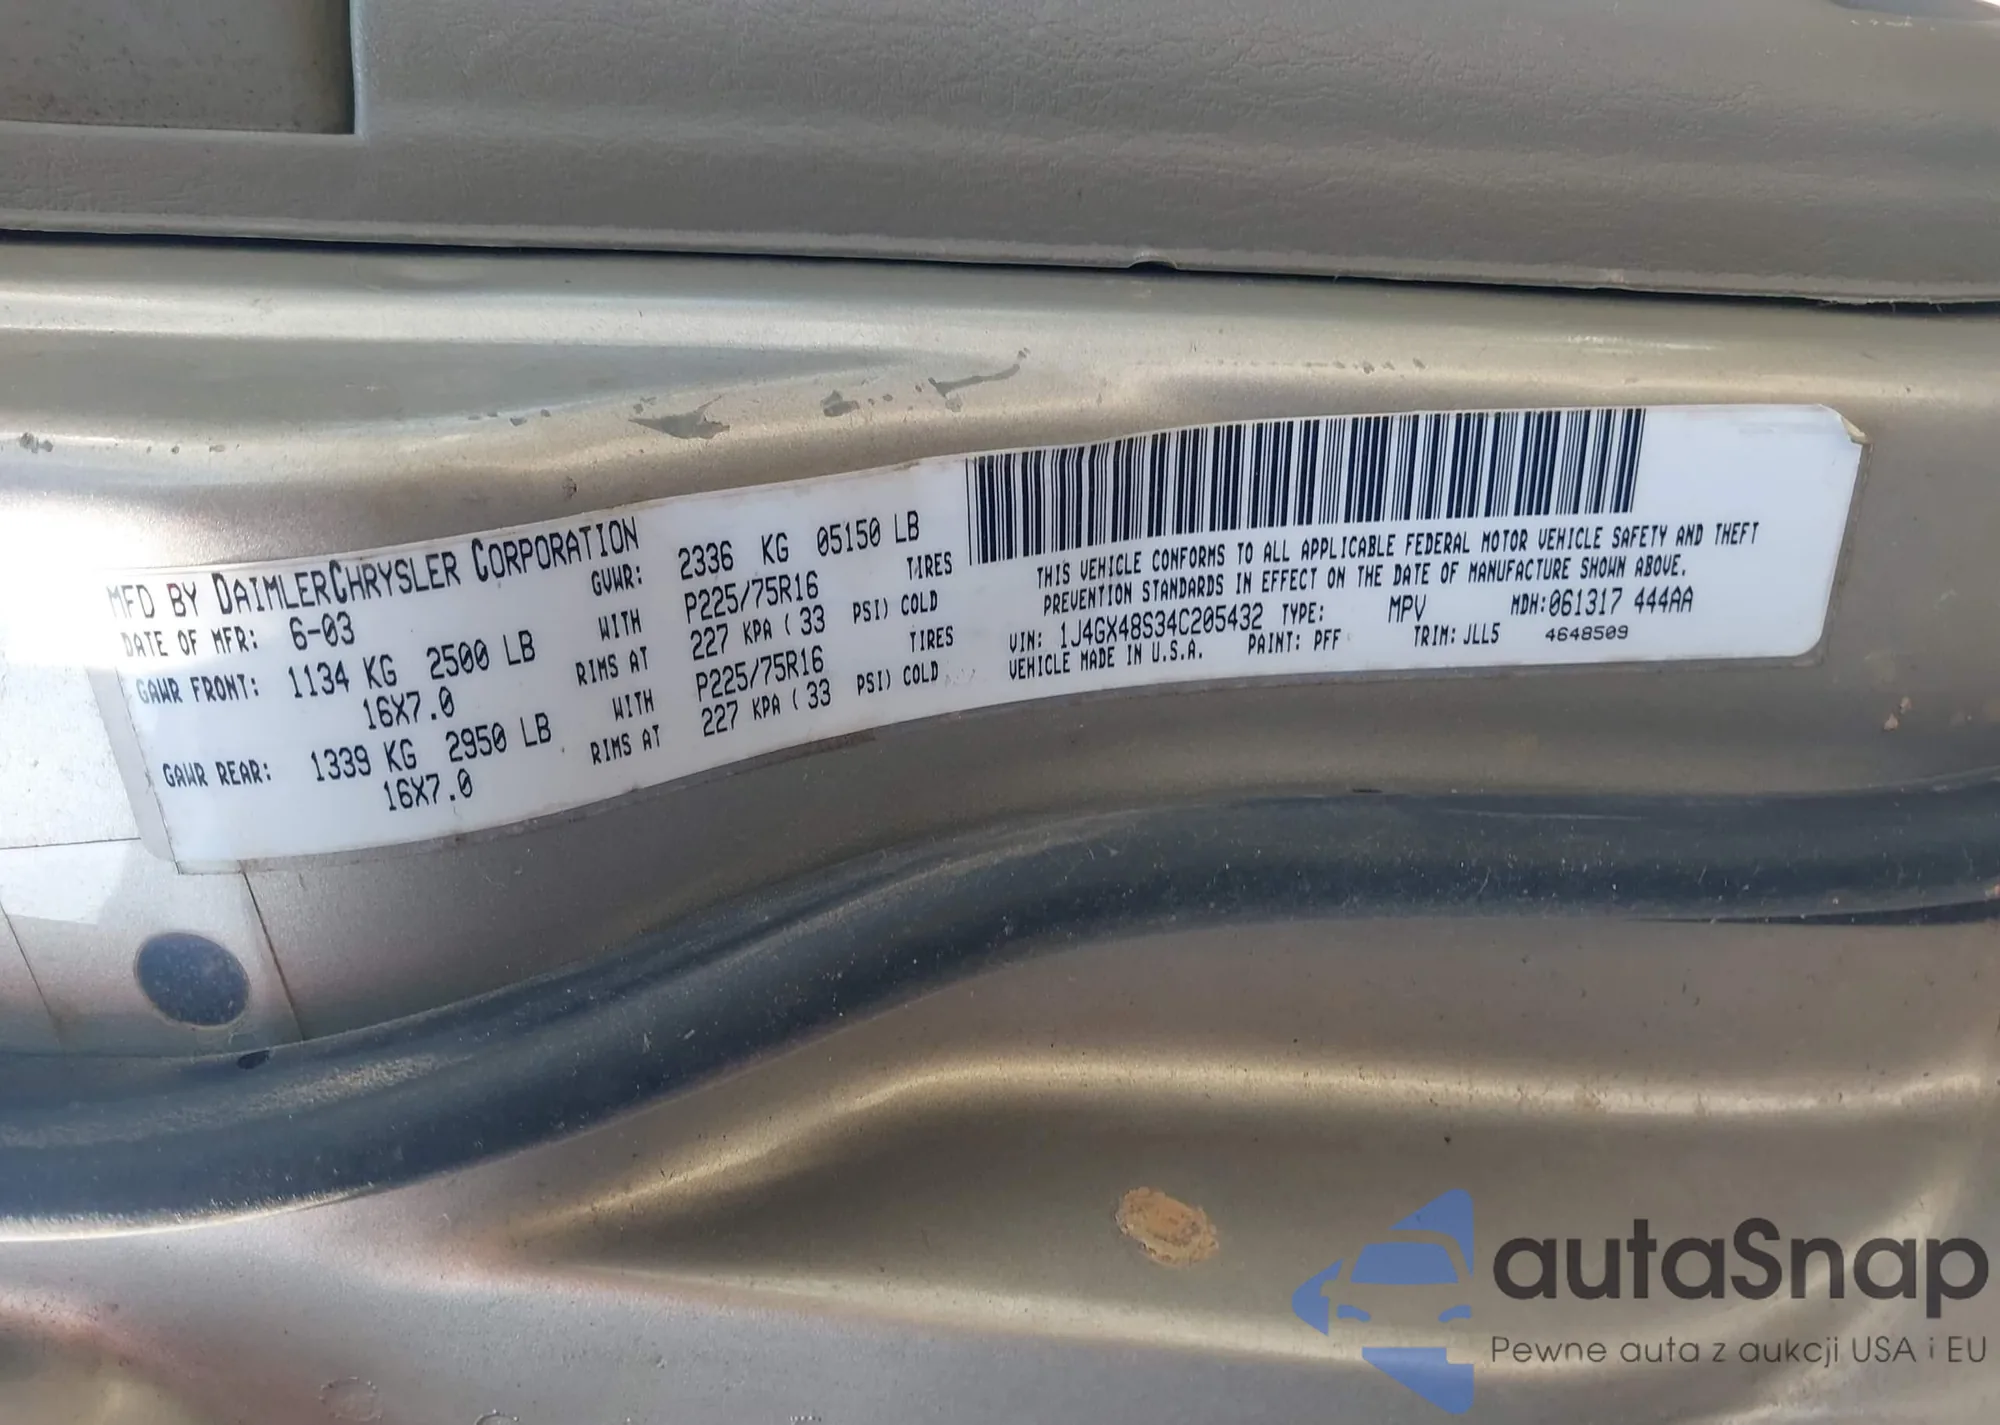 MFD BY DAIMLERCHRYSLER CORPORATION
DATE OF MFR: 6-03 GVWR: 2336 KG 05150 LB
GAWR FRONT: 1134 KG 2500 LB WITH P225/75R16 TIRES
16X7.0 RIMS AT 227 KPA ( 33 PSI) COLD
GAWR REAR: 1339 KG 2950 LB WITH P225/75R16 TIRES
16X7.0 RIMS AT 227 KPA ( 33 PSI) COLD
THIS VEHICLE CONFORMS TO ALL APPLICABLE FEDERAL MOTOR VEHICLE SAFETY AND THEFT
PREVENTION STANDARDS IN EFFECT ON THE DATE OF MANUFACTURE SHOWN ABOVE.
VIN: 1J4GX48S34C205432 TYPE: MPV MDH:061317 444AA
VEHICLE MADE IN U.S.A. PAINT: PFF TRIM: JLL5 4648509
autaSnap
Pewne auta z aukcji USA i EU